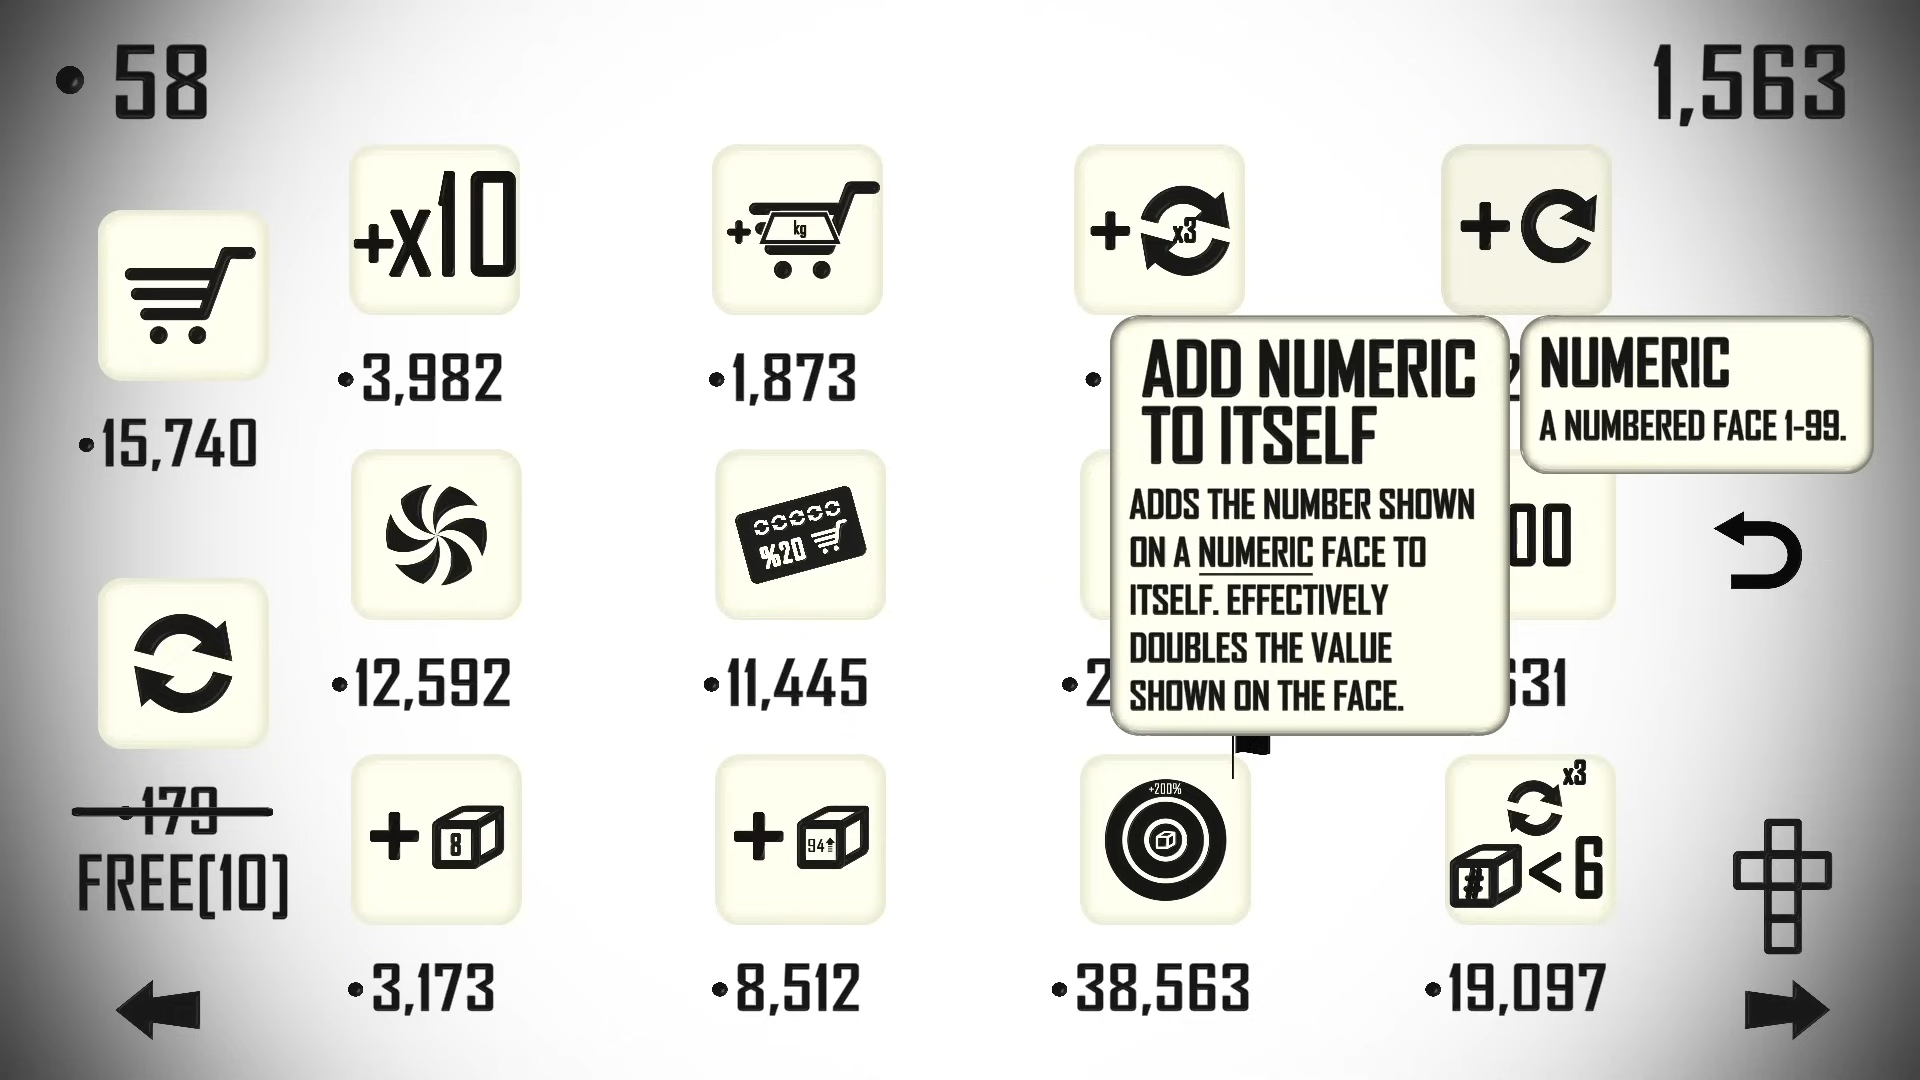 58
1,563
+x10
+ kg
+ x3
+
3,982
1,873
15,740
ADD NUMERIC
TO ITSELF
ADDS THE NUMBER SHOWN
ON A NUMERIC FACE TO
ITSELF. EFFECTIVELY
DOUBLES THE VALUE
SHOWN ON THE FACE.
NUMERIC
A NUMBERED FACE 1-99.
%20
00
12,592
11,445
2
31
179
FREE[10]
+ 8
+ 94
+200%
x3
# < 6
3,173
8,512
38,563
19,097